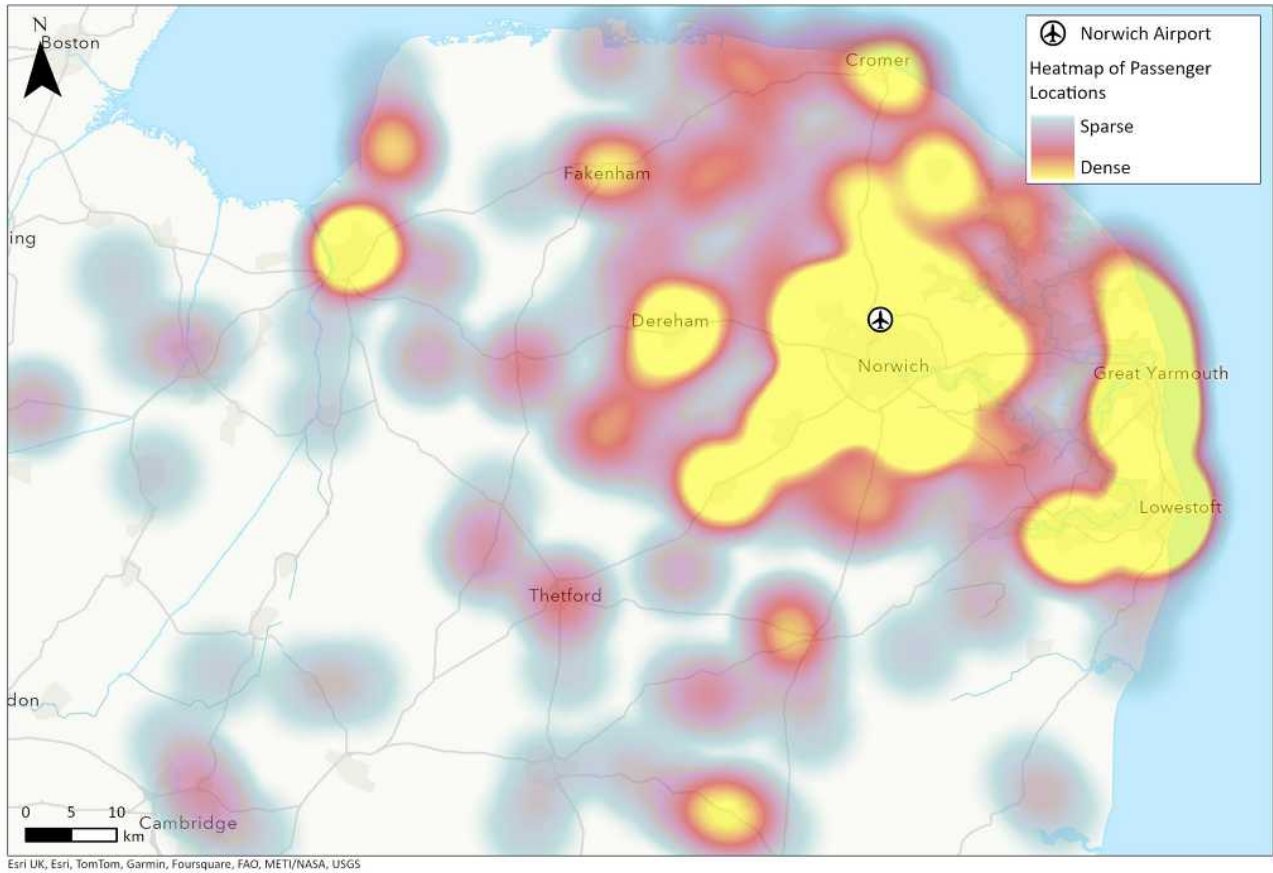 N
Boston
Cromer
Norwich Airport
Heatmap of Passenger
Locations
Sparse
Dense
Fakenham
ing
Dereham
Norwich
Great Yarmouth
Lowestoft
Thetford
don
0 5 10
km
Cambridge
Esri UK, Esri, TomTom, Garmin, Foursquare, FAO, METI/NASA, USGS